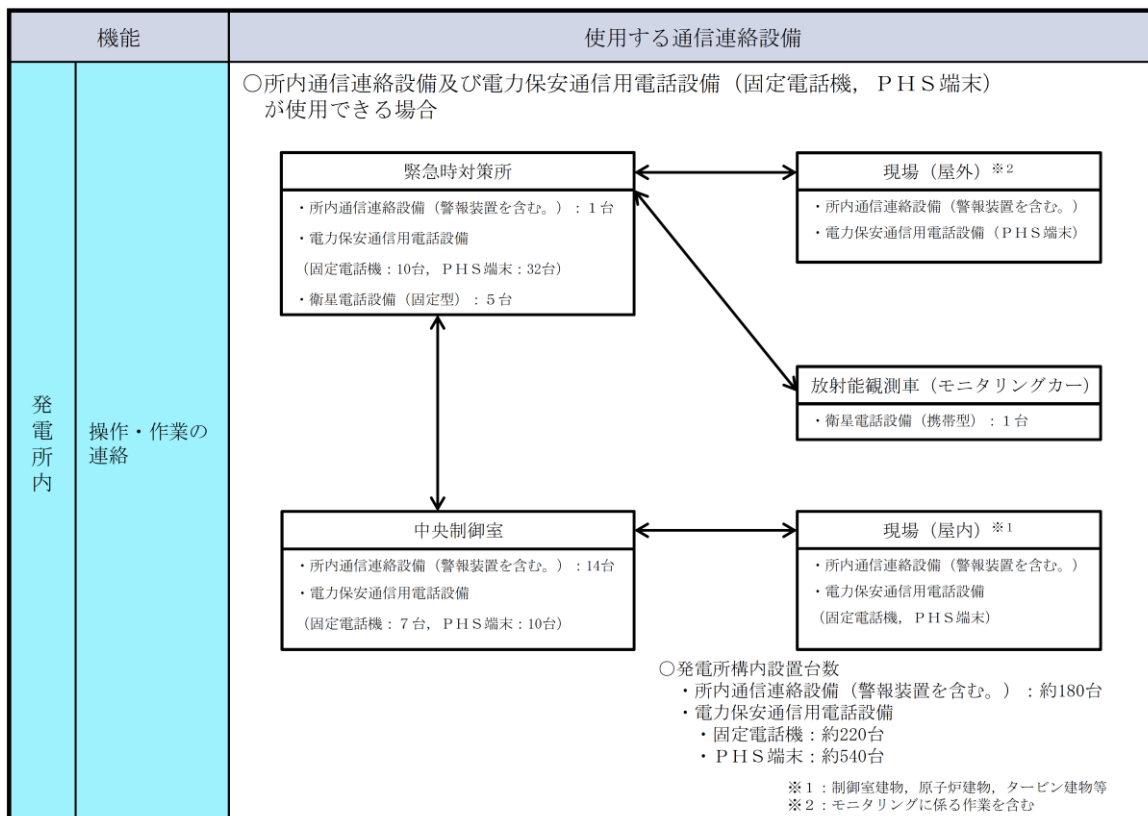 機能
使用する通信連絡設備
発電所内
操作・作業の
連絡
○所内通信連絡設備及び電力保安通信用電話設備（固定電話機，ＰＨＳ端末）
が使用できる場合
緊急時対策所
・所内通信連絡設備（警報装置を含む。）：１台
・電力保安通信用電話設備
（固定電話機：10台，ＰＨＳ端末：32台）
・衛星電話設備（固定型）：５台
現場（屋外）※２
・所内通信連絡設備（警報装置を含む。）
・電力保安通信用電話設備（ＰＨＳ端末）
放射能観測車（モニタリングカー）
・衛星電話設備（携帯型）：１台
中央制御室
・所内通信連絡設備（警報装置を含む。）：14台
・電力保安通信用電話設備
（固定電話機：７台，ＰＨＳ端末：10台）
現場（屋内）※１
・所内通信連絡設備（警報装置を含む。）
・電力保安通信用電話設備
（固定電話機，ＰＨＳ端末）
○発電所構内設置台数
・所内通信連絡設備（警報装置を含む。）：約180台
・電力保安通信用電話設備
・固定電話機：約220台
・ＰＨＳ端末：約540台
※１：制御室建物，原子炉建物，タービン建物等
※２：モニタリングに係る作業を含む